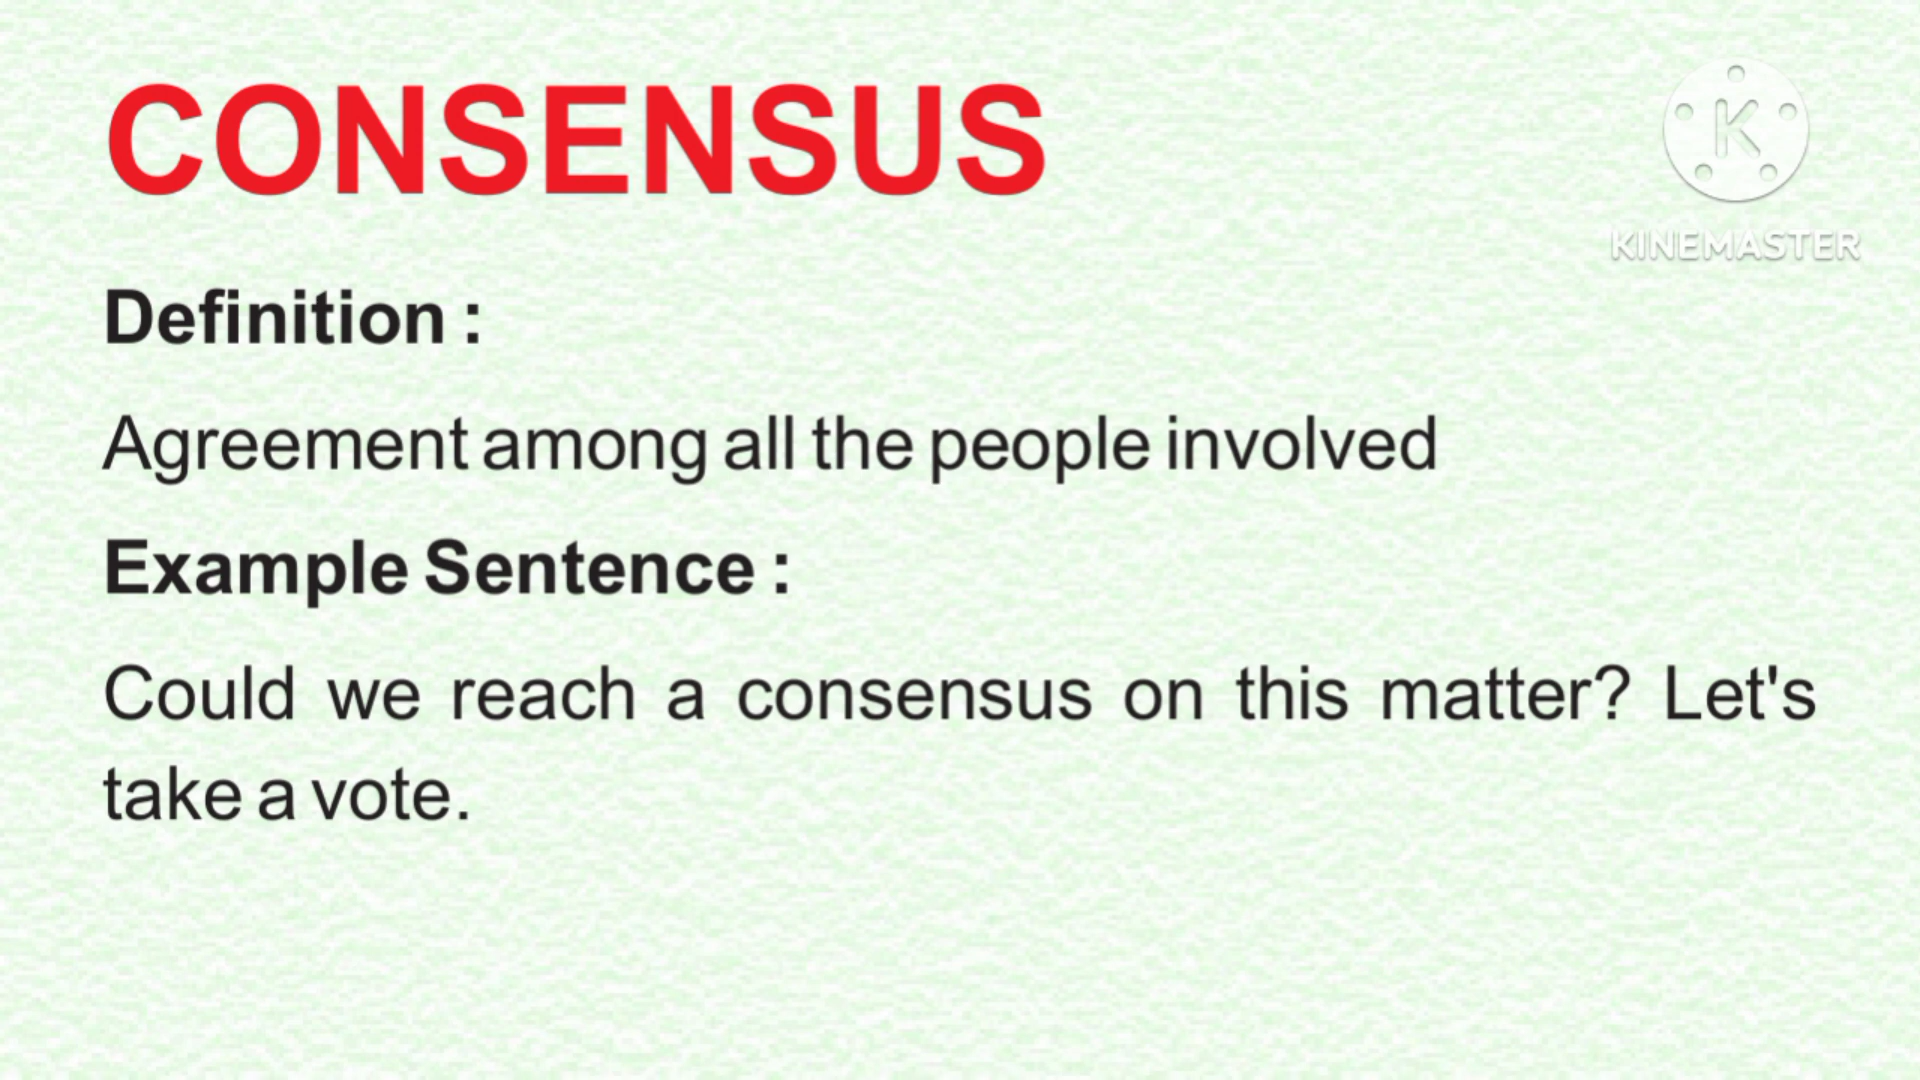 CONSENSUS
K
KINEMASTER
Definition :
Agreement among all the people involved
Example Sentence :
Could we reach a consensus on this matter? Let's
take a vote.